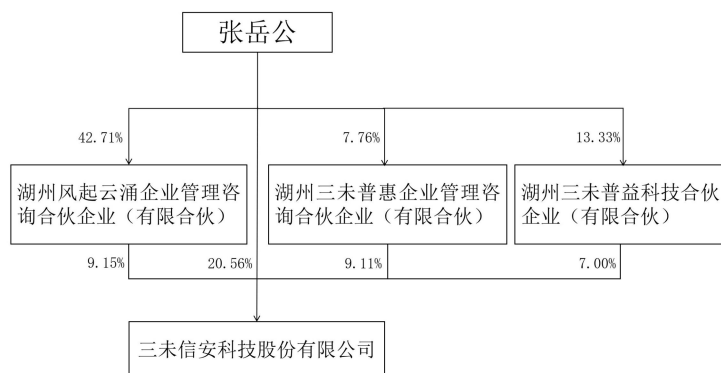 张岳公
42.71%
7.76%
13.33%
湖州风起云涌企业管理咨
询合伙企业（有限合伙）
湖州三未普惠企业管理咨
询合伙企业（有限合伙）
湖州三未普益科技合伙
企业（有限合伙）
9.15%
20.56%
9.11%
7.00%
三未信安科技股份有限公司